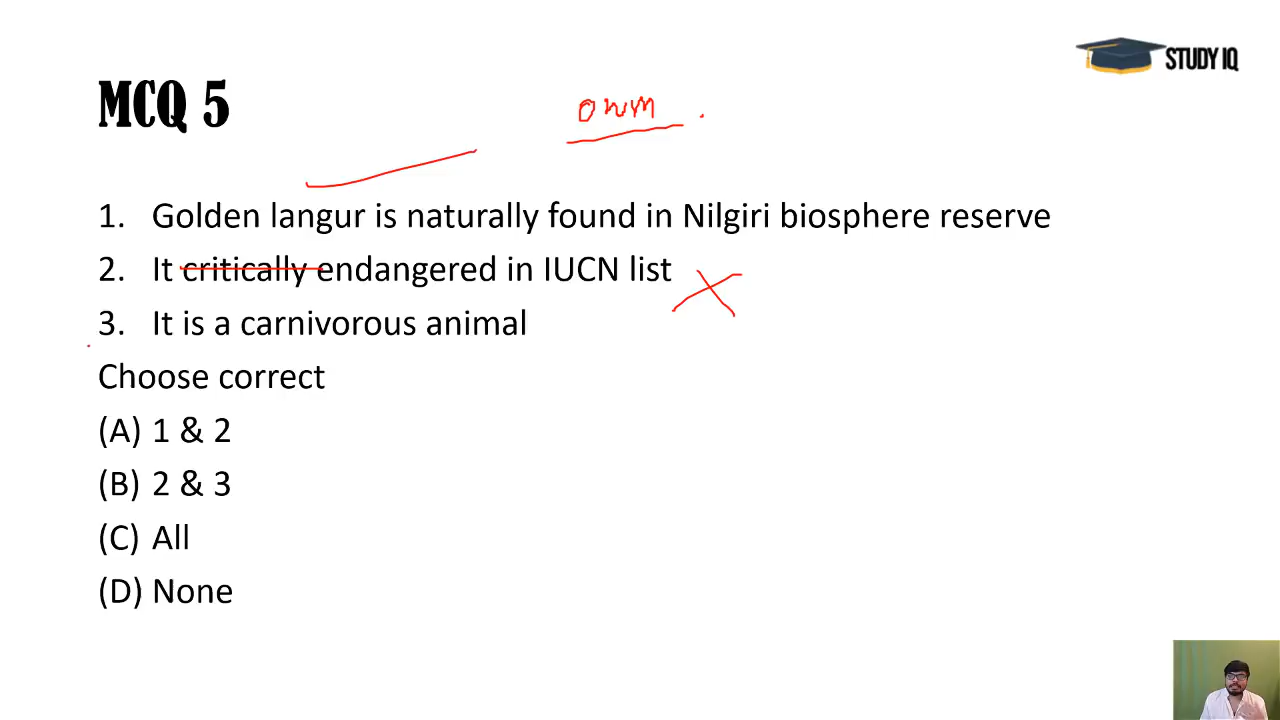 STUDY IQ
MCQ 5
1. Golden langur is naturally found in Nilgiri biosphere reserve
2. It critically endangered in IUCN list
3. It is a carnivorous animal
Choose correct
(A) 1 & 2
(B) 2 & 3
(C) All
(D) None